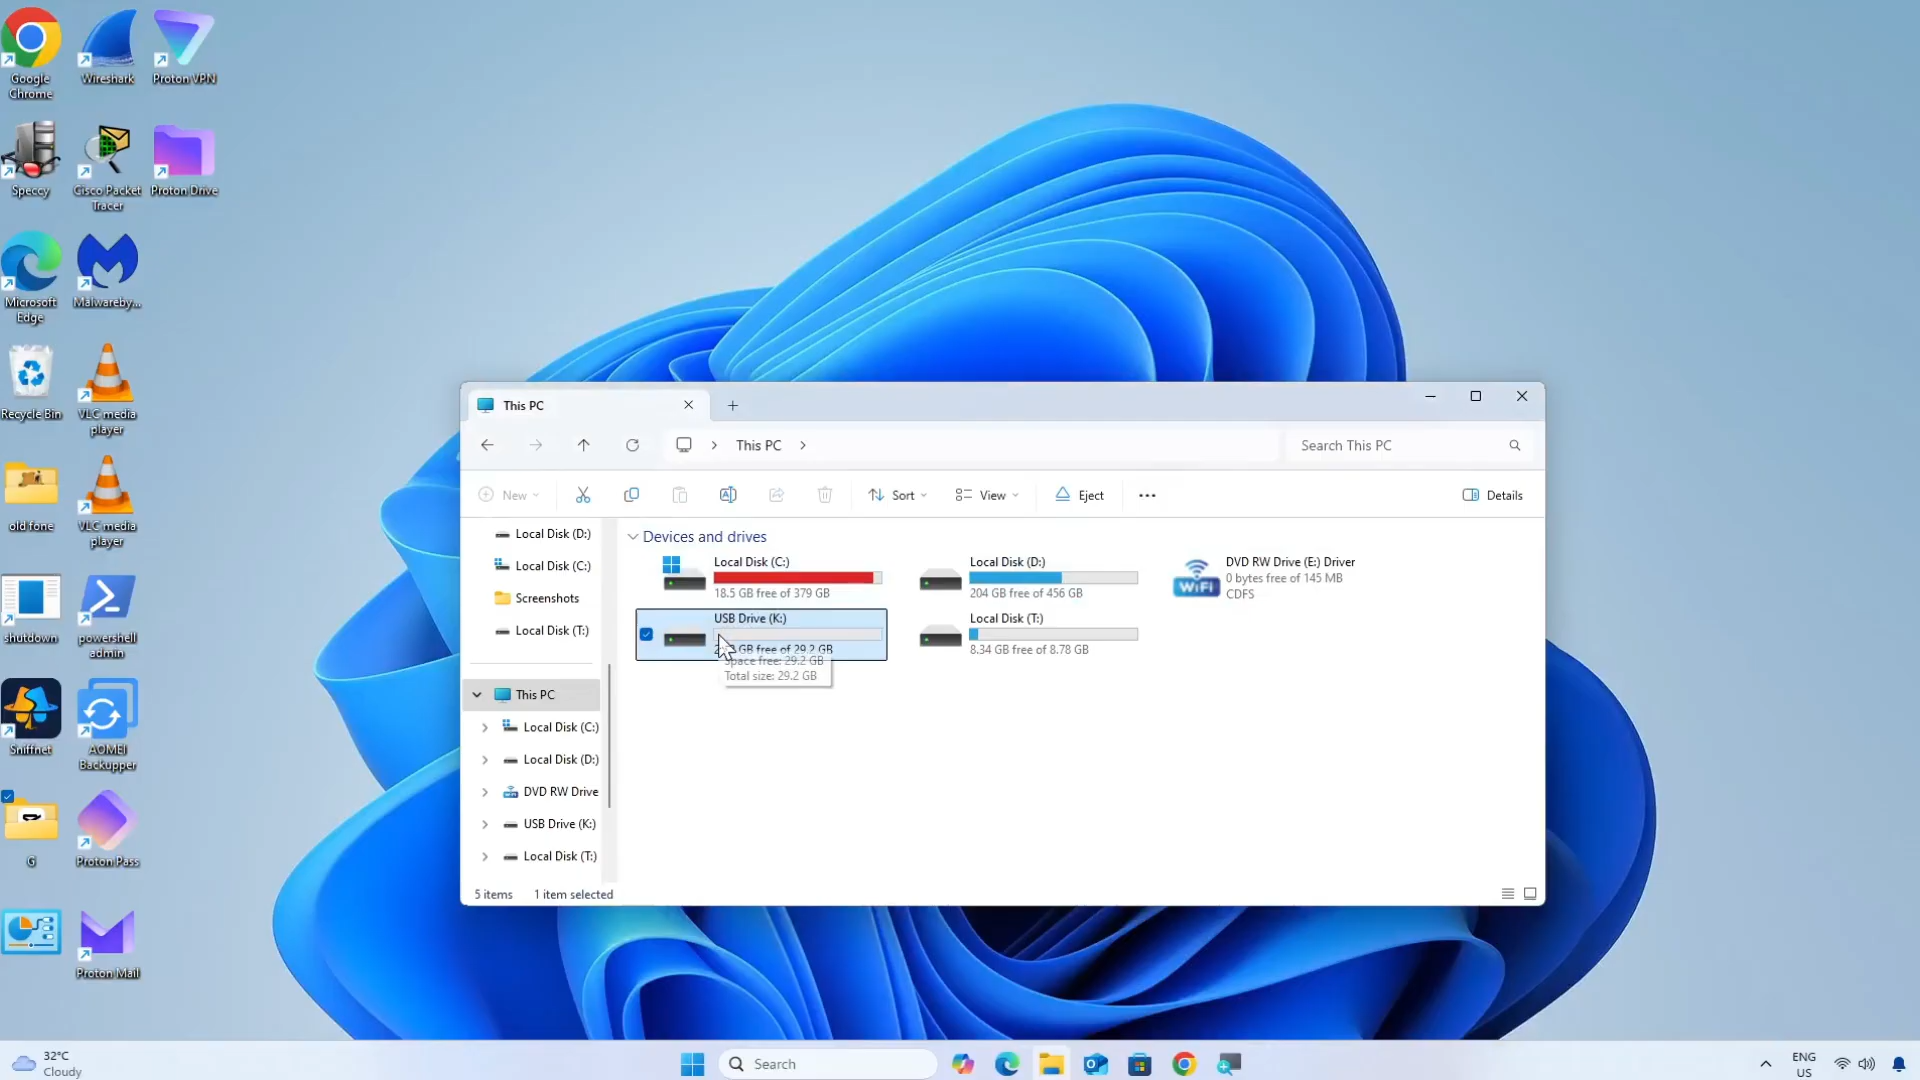 Google
Chrome
Wireshark
Proton VPN
Speccy
Cisco Packet
Tracer
Proton Drive
Microsoft
Edge
Malwareby...
Recycle Bin
VLC media
player
old fone
VLC media
player
shutdown
powershell
admin
Sniffnet
AOMEI
Backupper
G
Proton Pass
Proton Mail
This PC
This PC
Search This PC
New
Sort
View
Eject
Details
Local Disk (D:)
Local Disk (C:)
Screenshots
Local Disk (T:)
This PC
Local Disk (C:)
Local Disk (D:)
DVD RW Drive
USB Drive (K:)
Local Disk (T:)
Devices and drives
Local Disk (C:)
18.5 GB free of 379 GB
Local Disk (D:)
204 GB free of 456 GB
WiFi
DVD RW Drive (E:) Driver
0 bytes free of 145 MB
CDFS
USB Drive (K:)
GB free of 29.2 GB
Space free: 29.2 GB
Total size: 29.2 GB
Local Disk (T:)
8.34 GB free of 8.78 GB
5 items
1 item selected
32°C
Cloudy
Search
ENG
US